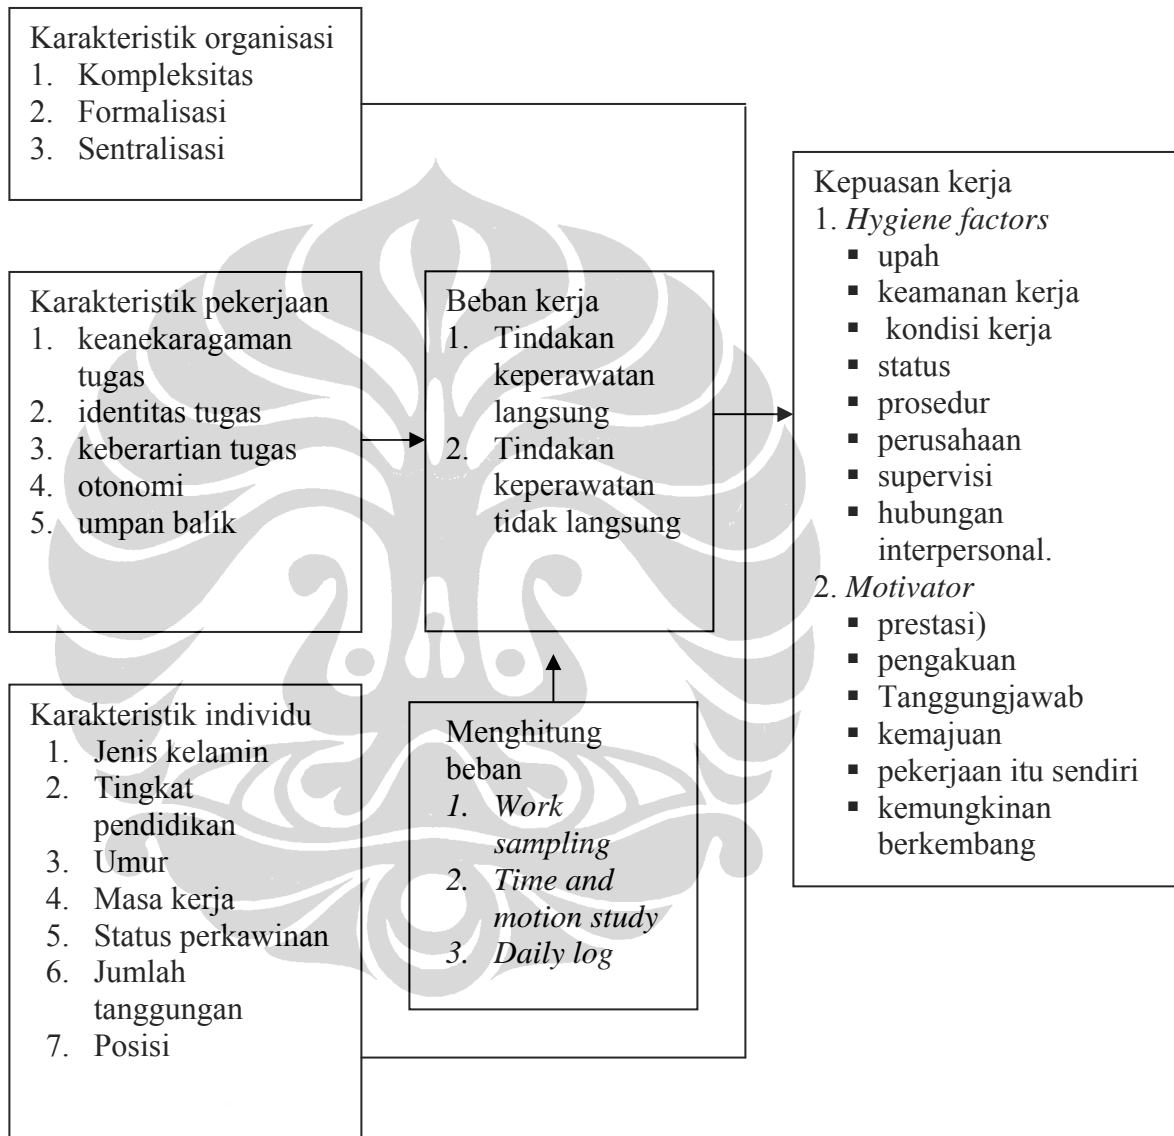 Karakteristik organisasi
1. Kompleksitas
2. Formalisasi
3. Sentralisasi
Karakteristik pekerjaan
1. keanekaragaman
tugas
2. identitas tugas
3. keberartian tugas
4. otonomi
5. umpan balik
Karakteristik individu
1. Jenis kelamin
2. Tingkat
pendidikan
3. Umur
4. Masa kerja
5. Status perkawinan
6. Jumlah
tanggungan
7. Posisi
Beban kerja
1. Tindakan
keperawatan
langsung
2. Tindakan
keperawatan
tidak langsung
Menghitung
beban
1. Work
sampling
2. Time and
motion study
3. Daily log
Kepuasan kerja
1. Hygiene factors
▪ upah
▪ keamanan kerja
▪ kondisi kerja
▪ status
▪ prosedur
▪ perusahaan
▪ supervisi
▪ hubungan
interpersonal.
2. Motivator
▪ prestasi)
▪ pengakuan
▪ Tanggungjawab
▪ kemajuan
▪ pekerjaan itu sendiri
▪ kemungkinan
berkembang